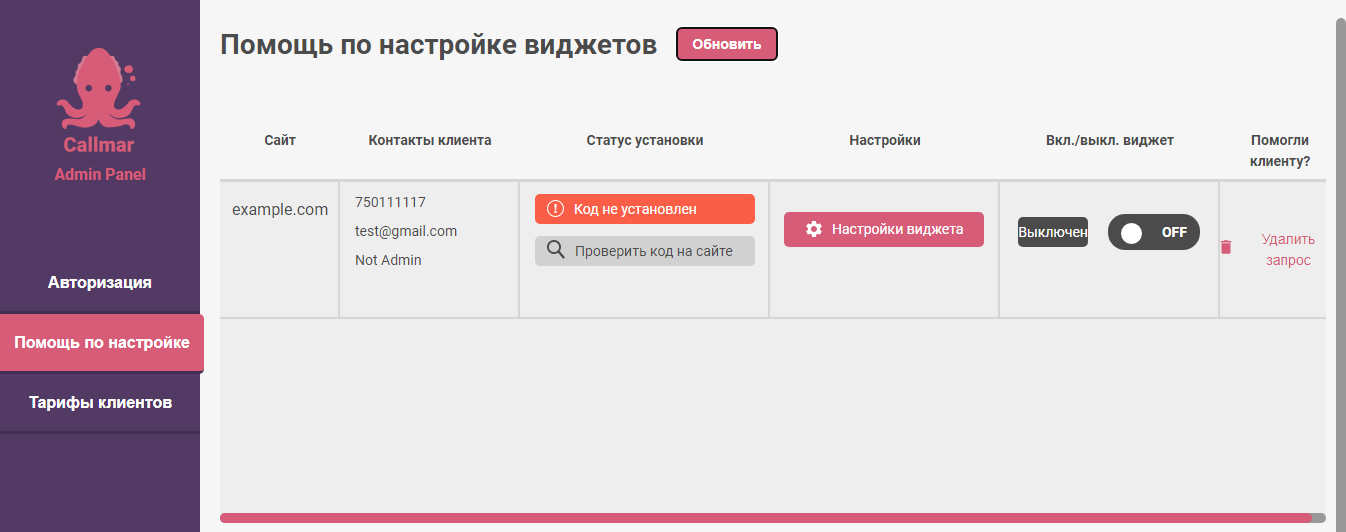 Callmar
Admin Panel
Авторизация
Помощь по настройке
Тарифы клиентов
Помощь по настройке виджетов
Обновить
Сайт
Контакты клиента
Статус установки
Настройки
Вкл./выкл. виджет
Помогли
клиенту?
example.com
750111117
test@gmail.com
Not Admin
Код не установлен
Проверить код на сайте
Настройки виджета
Выключен
OFF
Удалить
запрос